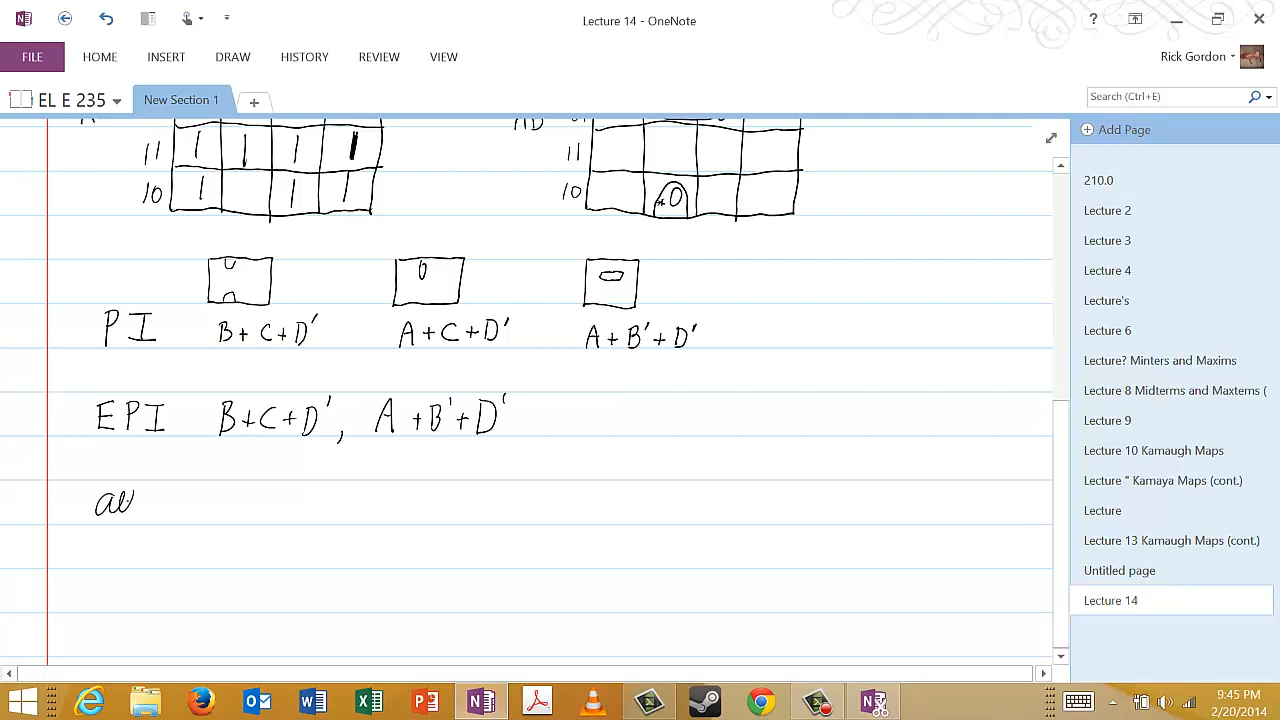 Lecture 14 - OneNote
?
Rick Gordon
FILE HOME INSERT DRAW HISTORY REVIEW VIEW
EL E 235
New Section 1
Search (Ctrl+E)
Add Page
210.0
Lecture 2
Lecture 3
Lecture 4
Lecture's
Lecture 6
Lecture? Minters and Maxims
Lecture 8 Midterms and Maxtems (
Lecture 9
Lecture 10 Kamaugh Maps
Lecture " Kamaya Maps (cont.)
Lecture
Lecture 13 Kamaugh Maps (cont.)
Untitled page
Lecture 14
11 1 1 1 1
10 1 1 1
11
10 *0
PI B+C+D' A+C+D' A+B'+D'
EPI B+C+D', A+B'+D'
9:45 PM
2/20/2014